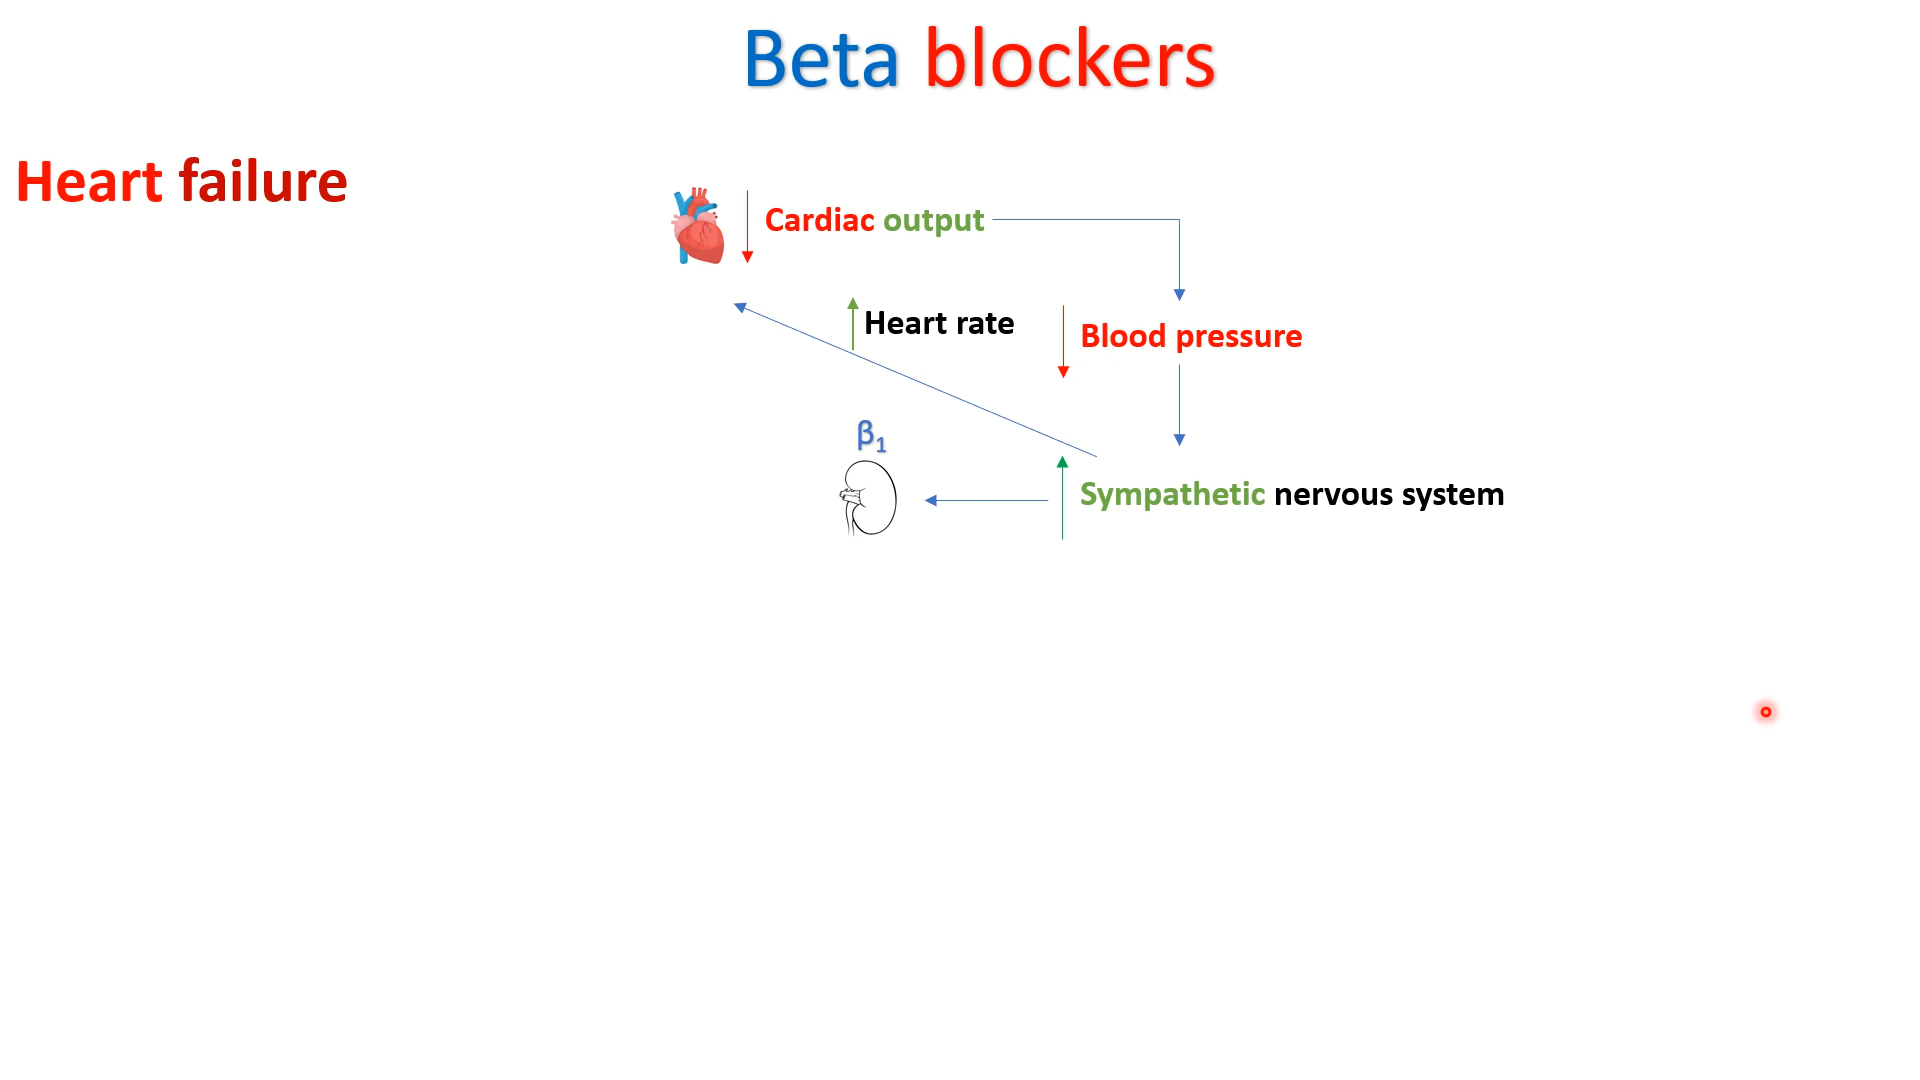 Beta blockers
Heart failure
Cardiac output
Heart rate
Blood pressure
β₁
Sympathetic nervous system